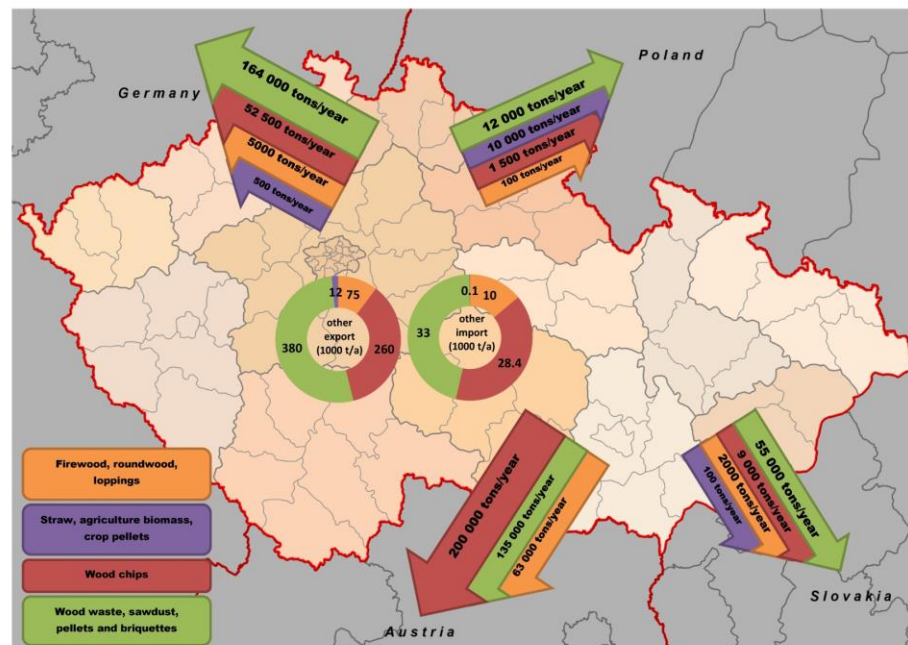 Germany
164 000 tons/year
52 500 tons/year
5000 tons/year
500 tons/year
Poland
12 000 tons/year
10 000 tons/year
1 500 tons/year
100 tons/year
12
75
260
380
other
export
(1000 t/a)
0.1
10
28.4
33
other
import
(1000 t/a)
Firewood, roundwood,
loppings
Straw, agriculture biomass,
crop pellets
Wood chips
Wood waste, sawdust,
pellets and briquettes
200 000 tons/year
135 000 tons/year
63 000 tons/year
Austria
55 000 tons/year
9 000 tons/year
2000 tons/year
100 tons/year
Slovakia